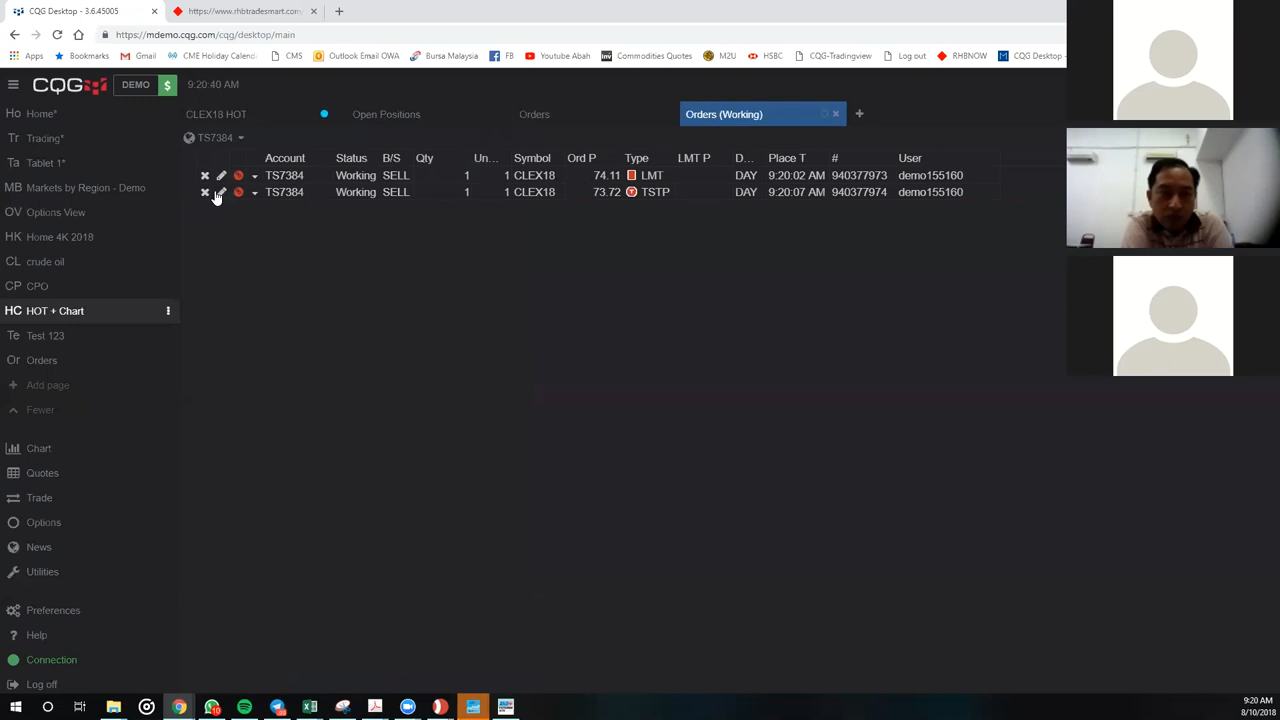 CQG Desktop - 3.6.45005
https://www.rhbtradesmart.com/
https://mdemo.cqg.com/cqg/desktop/main
Apps Bookmarks Gmail CME Holiday Calend CMS Outlook Email OWA Bursa Malaysia FB Youtube Abah Commodities Quotes M2U HSBC CQG-Tradingview Log out RHBNOW CQG Desktop -
CQG DEMO $ 9:20:40 AM
Ho Home*
CLEX18 HOT Open Positions Orders Orders (Working)
Tr Trading*
TS7384
Ta Tablet 1*
Account Status B/S Qty Un... Symbol Ord P Type LMT P D... Place T # User
TS7384 Working SELL 1 1 CLEX18 74.11 LMT DAY 9:20:02 AM 940377973 demo155160
TS7384 Working SELL 1 1 CLEX18 73.72 TSTP DAY 9:20:07 AM 940377974 demo155160
MB Markets by Region - Demo
OV Options View
HK Home 4K 2018
CL crude oil
CP CPO
HC HOT + Chart
Te Test 123
Or Orders
Add page
Fewer
Chart
Quotes
Trade
Options
News
Utilities
Preferences
Help
Connection
Log off
9:20 AM
8/10/2018